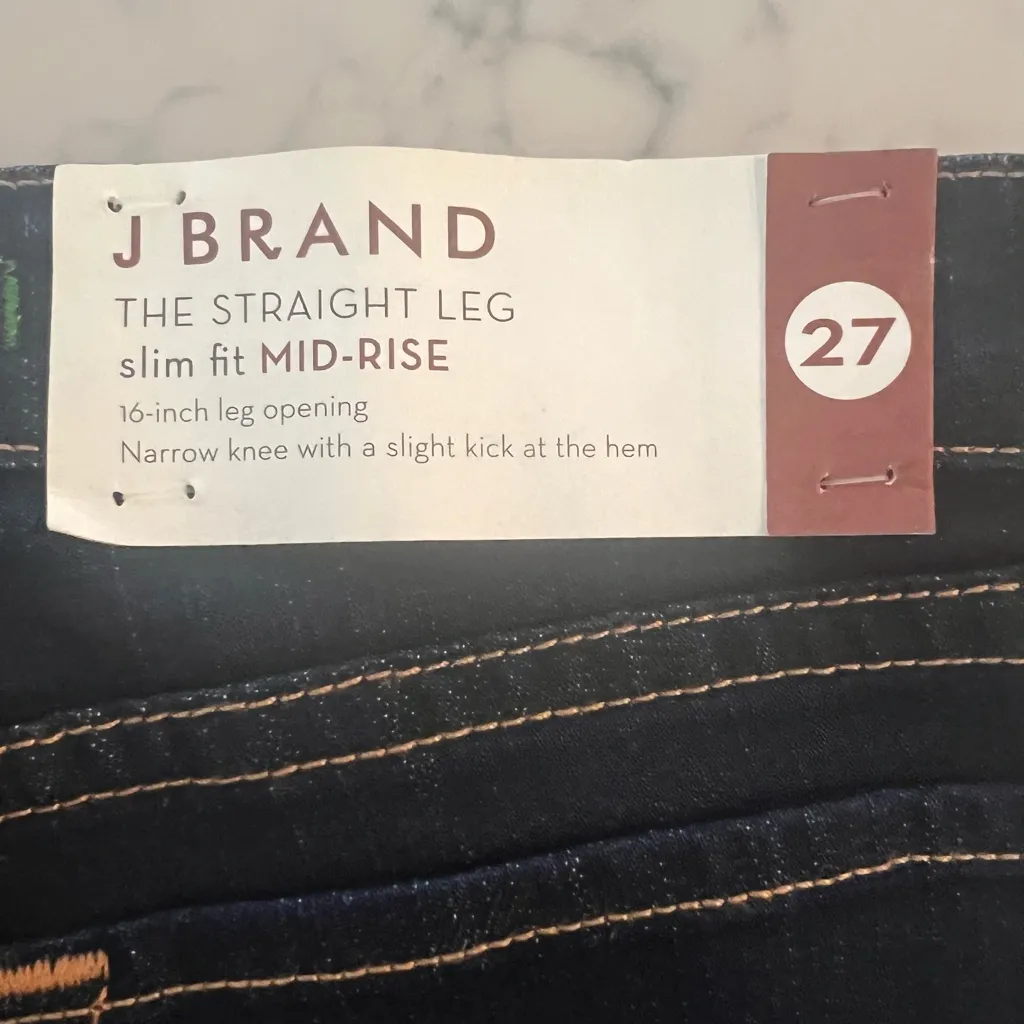 J BRAND
THE STRAIGHT LEG
slim fit MID-RISE
16-inch leg opening
Narrow knee with a slight kick at the hem
27